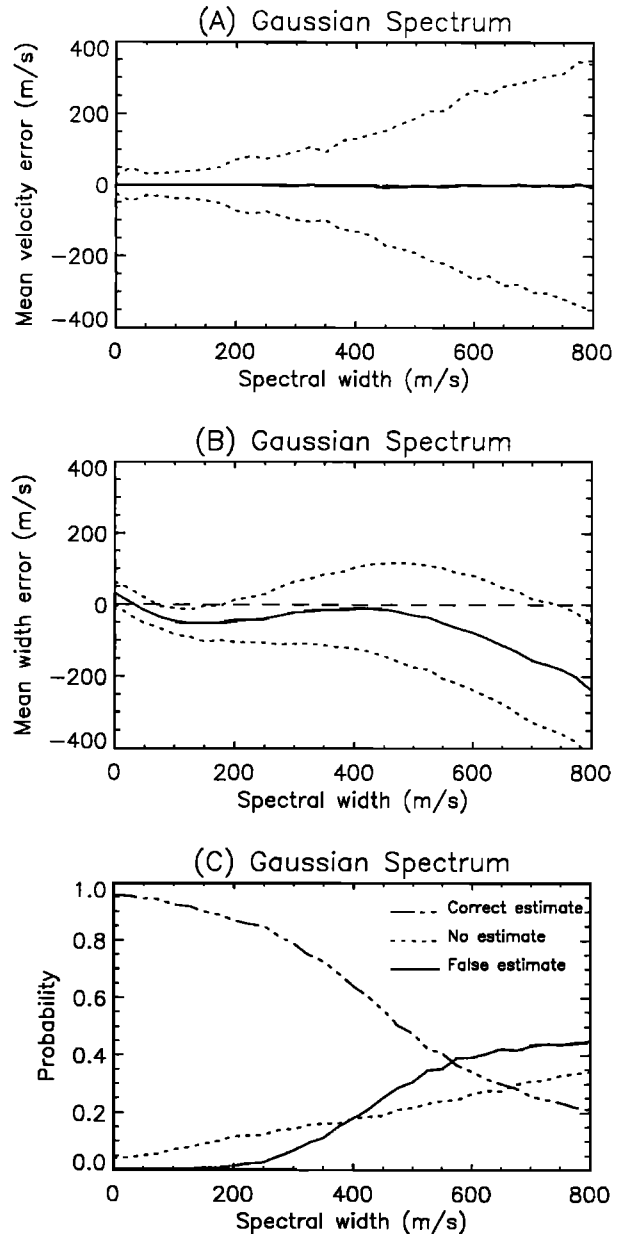 (A) Gaussian Spectrum
Mean velocity error (m/s)
400
200
0
−200
−400
0 200 400 600 800
Spectral width (m/s)
(B) Gaussian Spectrum
Mean width error (m/s)
400
200
0
−200
−400
0 200 400 600 800
Spectral width (m/s)
(C) Gaussian Spectrum
Probability
1.0
0.8
0.6
0.4
0.2
0.0
Correct estimate
No estimate
False estimate
0 200 400 600 800
Spectral width (m/s)